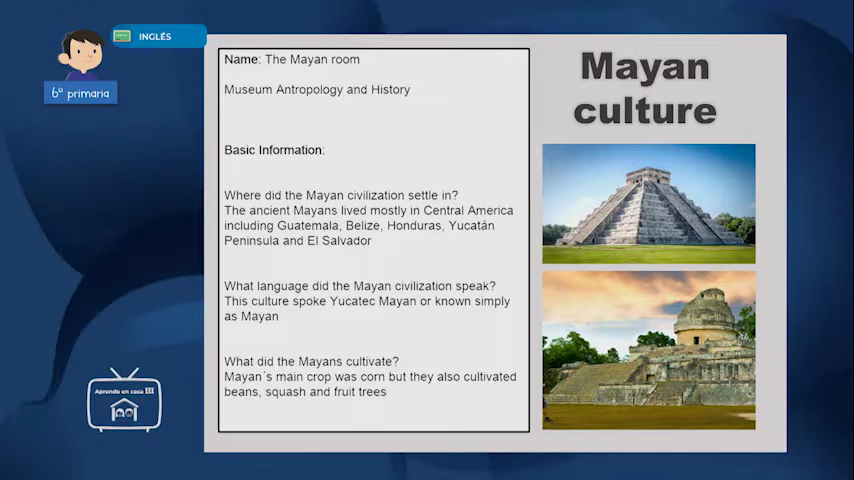 INGLÉS
6º primaria
Name: The Mayan room
Museum Antropology and History
Basic Information:
Where did the Mayan civilization settle in?
The ancient Mayans lived mostly in Central America
including Guatemala, Belize, Honduras, Yucatán
Peninsula and El Salvador
What language did the Mayan civilization speak?
This culture spoke Yucatec Mayan or known simply
as Mayan
What did the Mayans cultivate?
Mayan´s main crop was corn but they also cultivated
beans, squash and fruit trees
Mayan
culture
Aprende en casa III